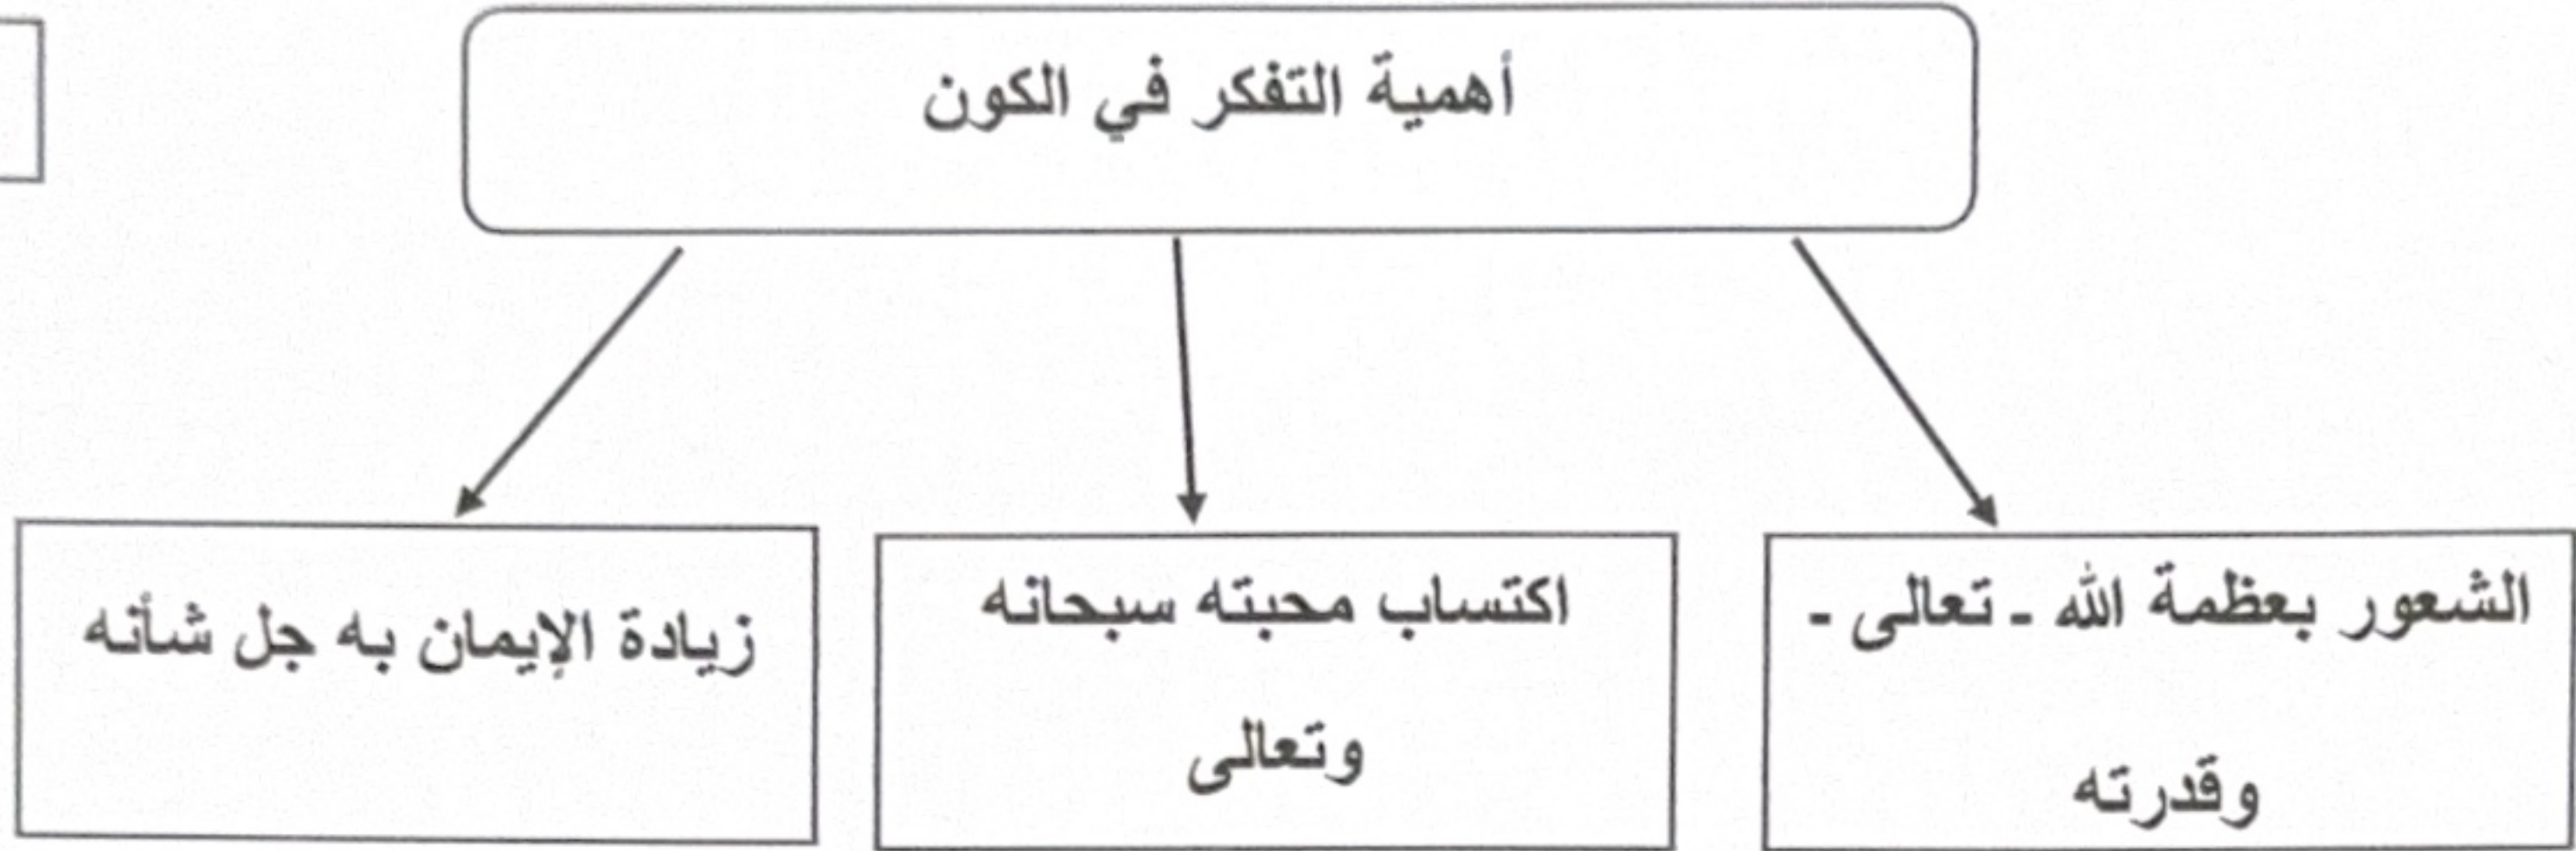 أهمية التفكر في الكون
الشعور بعظمة الله - تعالى -
وقدرته
اكتساب محبته سبحانه
وتعالى
زيادة الإيمان به جل شأنه